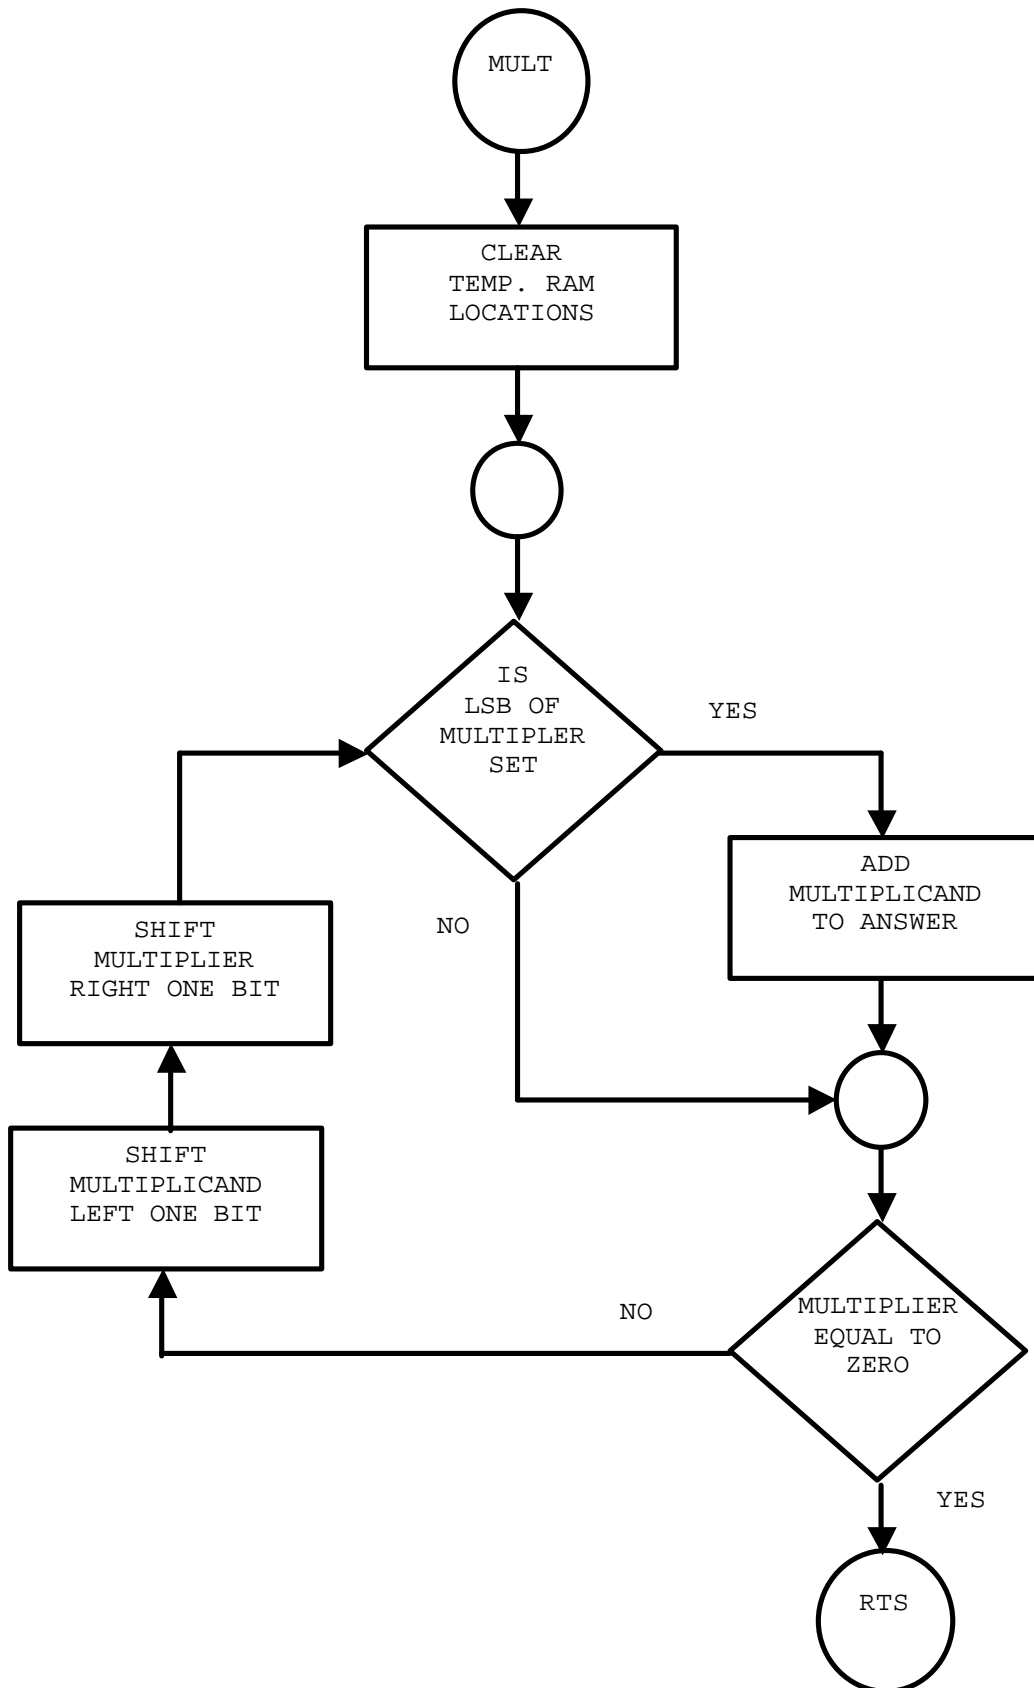 MULT
CLEAR
TEMP. RAM
LOCATIONS
IS
LSB OF
MULTIPLER
SET
YES
ADD
MULTIPLICAND
TO ANSWER
NO
SHIFT
MULTIPLIER
RIGHT ONE BIT
SHIFT
MULTIPLICAND
LEFT ONE BIT
NO
MULTIPLIER
EQUAL TO
ZERO
YES
RTS